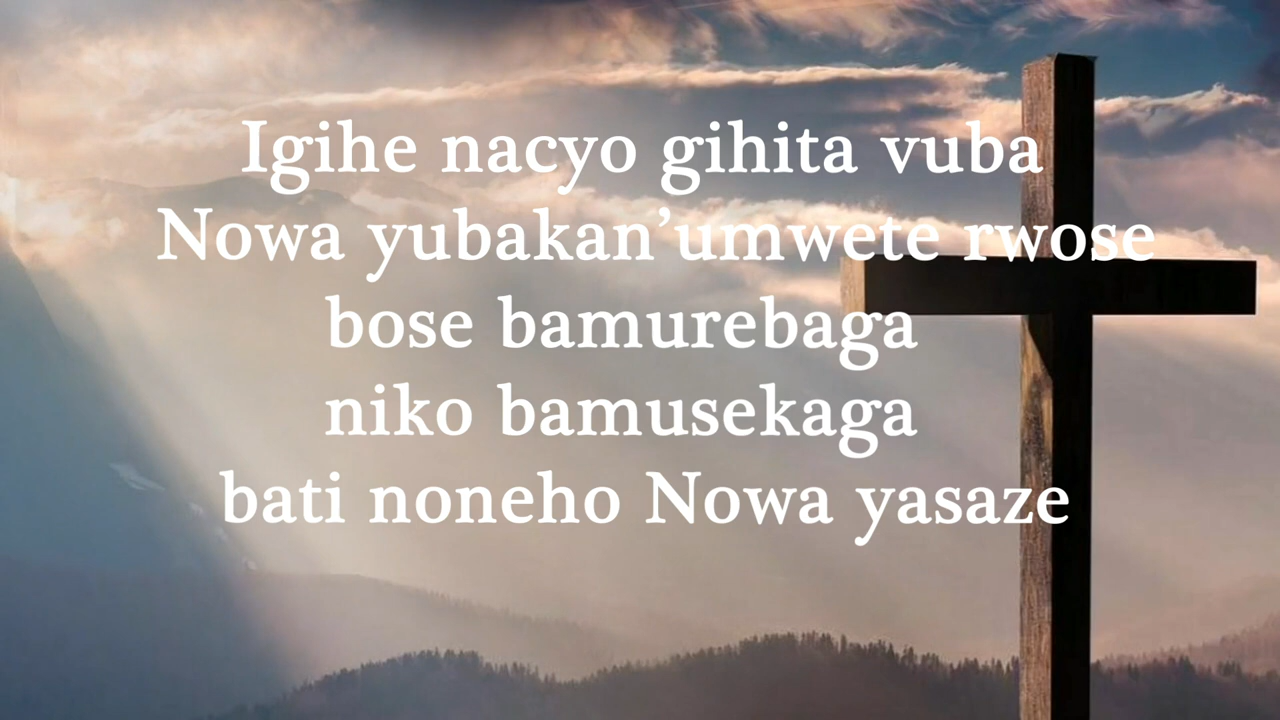 Igihe nacyo gihita vuba
Nowa yubakan’umwete rwose
bose bamurebaga
niko bamusekaga
bati noneho Nowa yasaze